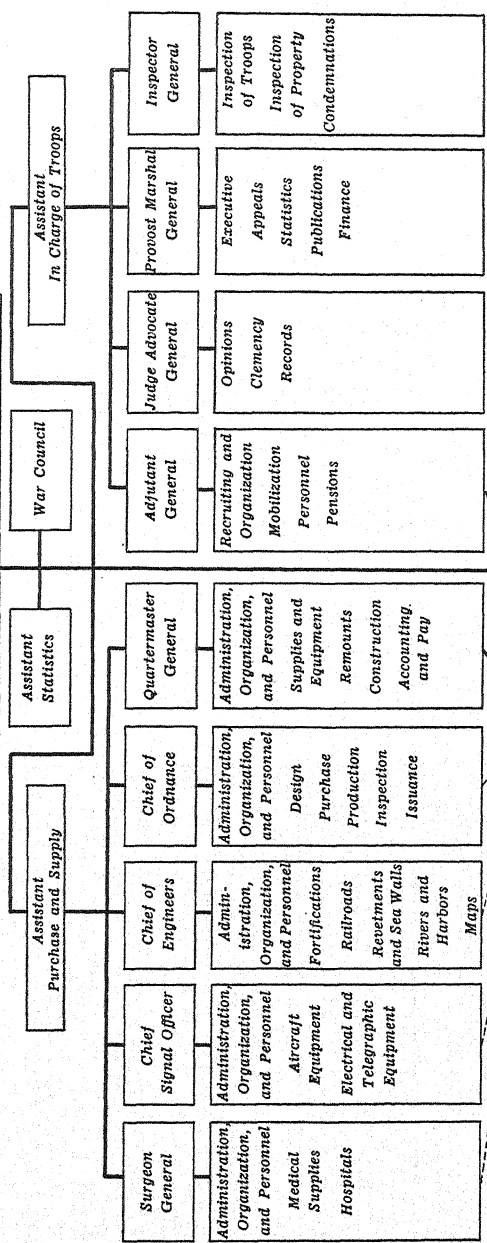 Assistant
Purchase and Supply
Assistant
Statistics
War Council
Assistant
In Charge of Troops
Surgeon
General
Chief
Signal Officer
Chief of
Engineers
Chief of
Ordnance
Quartermaster
General
Adjutant
General
Judge Advocate
General
Provost Marshal
General
Inspector
General
Administration,
Organization,
and Personnel
Medical
Supplies
Hospitals
Administration,
Organization,
and Personnel
Aircraft
Equipment
Electrical and
Telegraphic
Equipment
Admin-
istration,
Organization,
and Personnel
Fortifications
Railroads
Revetments
and Sea Walls
Rivers and
Harbors
Maps
Administration,
Organization,
and Personnel
Design
Purchase
Production
Inspection
Issuance
Administration,
Organization,
and Personnel
Supplies and
Equipment
Remounts
Construction
Accounting,
and Pay
Recruiting and
Organization
Mobilization
Personnel
Pensions
Opinions
Clemency
Records
Executive
Appeals
Statistics
Publications
Finance
Inspection
of Troops
Inspection
of Property
Condemnations